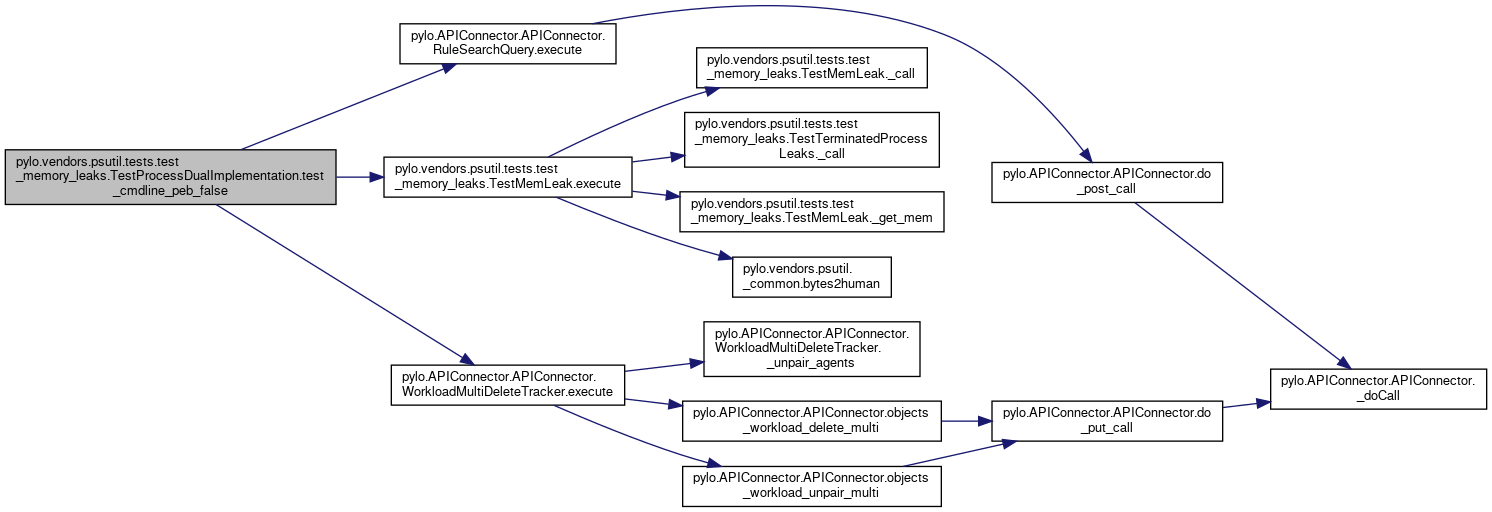 pylo.vendors.psutil.tests.test
_memory_leaks.TestProcessDualImplementation.test
_cmdline_peb_false
pylo.APIConnector.APIConnector.
RuleSearchQuery.execute
pylo.vendors.psutil.tests.test
_memory_leaks.TestMemLeak.execute
pylo.APIConnector.APIConnector.
WorkloadMultiDeleteTracker.execute
pylo.vendors.psutil.tests.test
_memory_leaks.TestMemLeak._call
pylo.vendors.psutil.tests.test
_memory_leaks.TestTerminatedProcess
Leaks._call
pylo.vendors.psutil.tests.test
_memory_leaks.TestMemLeak._get_mem
pylo.vendors.psutil.
_common.bytes2human
pylo.APIConnector.APIConnector.
WorkloadMultiDeleteTracker.
_unpair_agents
pylo.APIConnector.APIConnector.objects
_workload_delete_multi
pylo.APIConnector.APIConnector.objects
_workload_unpair_multi
pylo.APIConnector.APIConnector.do
_post_call
pylo.APIConnector.APIConnector.do
_put_call
pylo.APIConnector.APIConnector.
_doCall